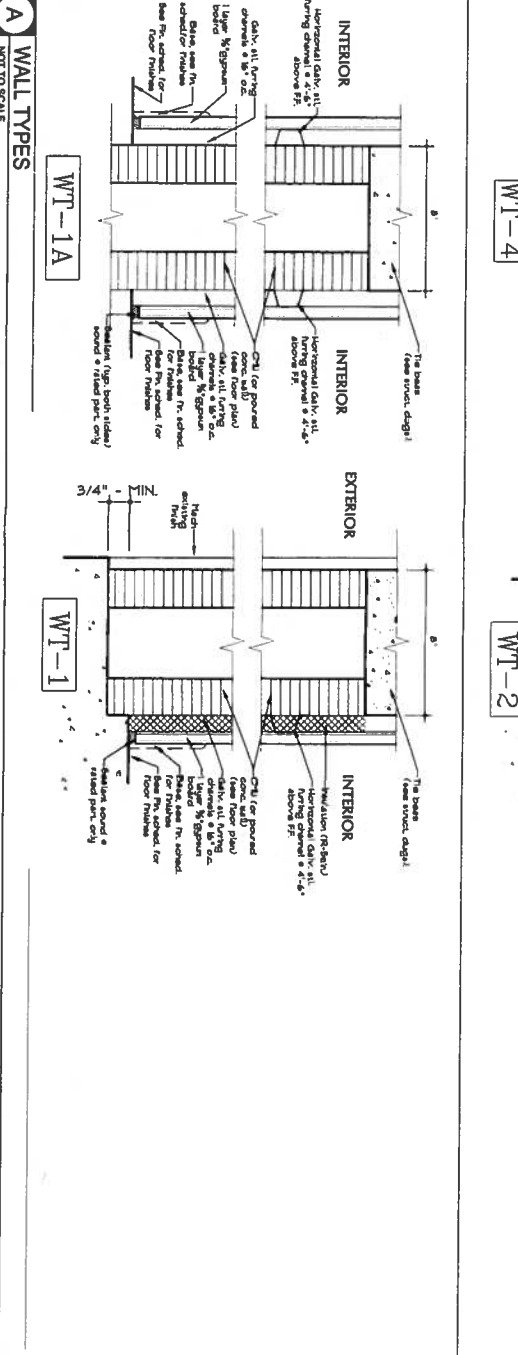 WT-4
WT-2
INTERIOR
Horizontal Galv. stl.
furring channel @ 4'-6"
above F.F.
Galv. stl. furring
channels @ 16" o.c.
1 layer ⅝" gypsum
board
Base, see fin.
sched. for finishes
See Fin. sched. for
floor finishes
8"
Tie beam
(see struct. dwgs.)
INTERIOR
Horizontal Galv. stl.
furring channel @ 4'-6"
above F.F.
CMU (or poured
conc. wall)
(see floor plan)
Galv. stl. furring
channels @ 16" o.c.
1 layer ⅝" gypsum
board
Base, see fin. sched.
for finishes
See Fin. sched. for
floor finishes
Sealant (typ. both sides)
sound & rated part. only
WT-1A
EXTERIOR
Match
existing
finish
3/4" - MIN.
8"
Tie beam
(see struct. dwgs.)
INTERIOR
Horizontal Galv. stl.
furring channel @ 4'-6"
above F.F.
CMU (or poured
conc. wall)
(see floor plan)
Galv. stl. furring
channels @ 16" o.c.
1 layer ⅝" gypsum
board
Base, see fin. sched.
for finishes
See Fin. sched. for
floor finishes
Sealant sound &
rated part. only
WT-1
A WALL TYPES
NOT TO SCALE